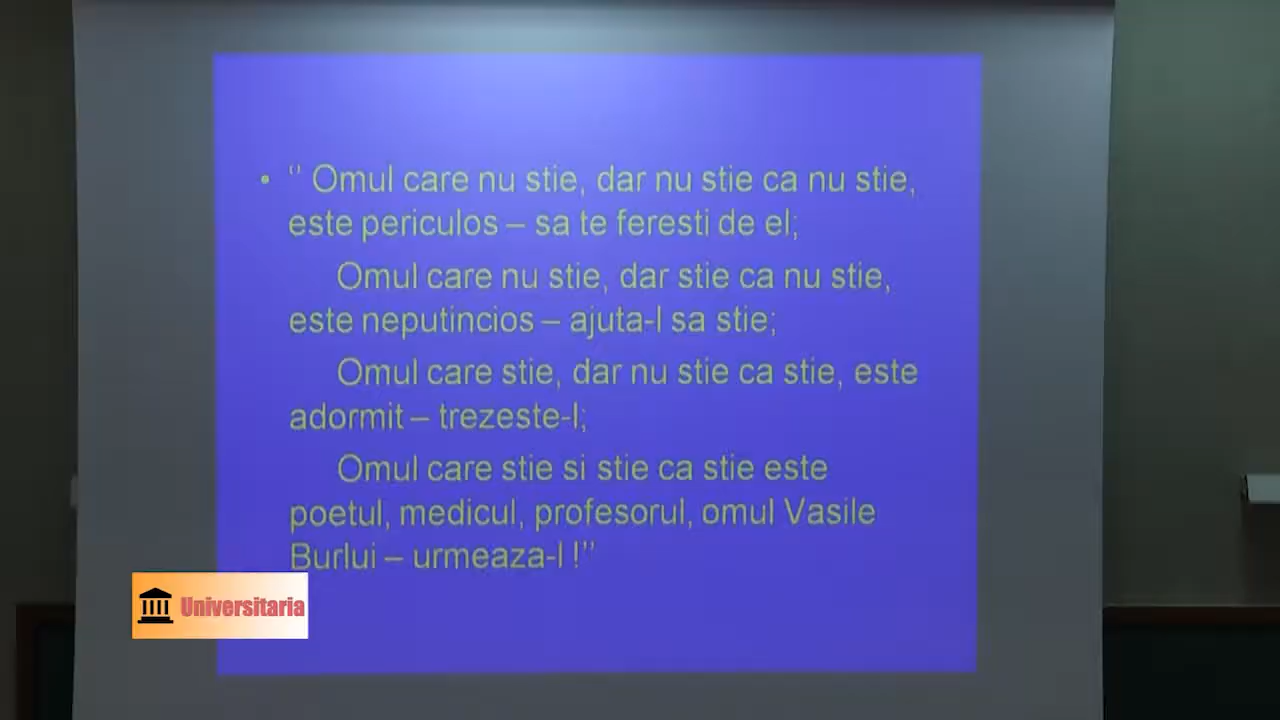 • " Omul care nu stie, dar nu stie ca nu stie,
este periculos – sa te feresti de el;
Omul care nu stie, dar stie ca nu stie,
este neputincios – ajuta-l sa stie;
Omul care stie, dar nu stie ca stie, este
adormit – trezeste-l;
Omul care stie si stie ca stie este
poetul, medicul, profesorul, omul Vasile
Burlui – urmeaza-l !"
Universitaria